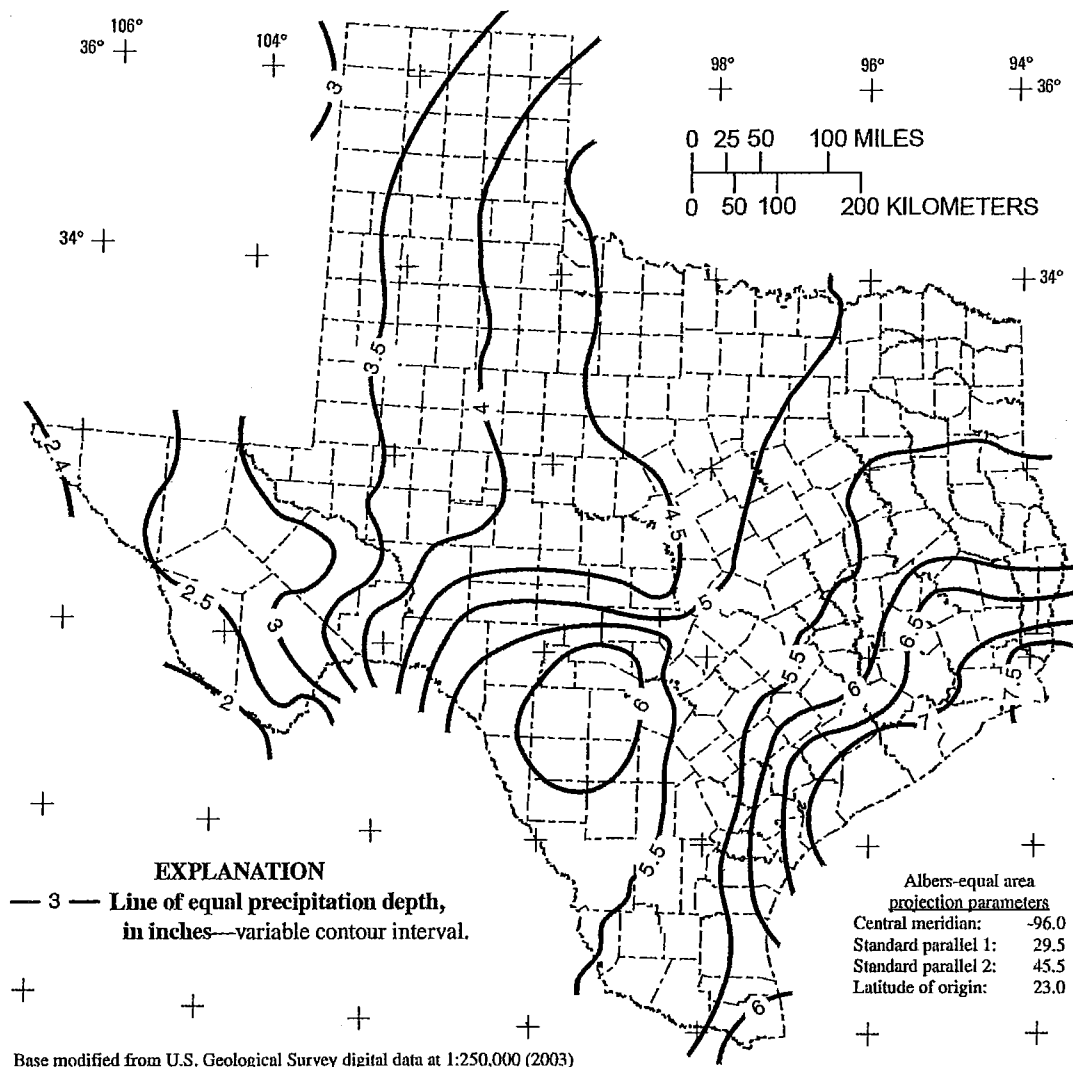 106°
36°
104°
98°
96°
94°
36°
0 25 50 100 MILES
0 50 100 200 KILOMETERS
34°
34°
3
3.5
4
2.4
4.5
2.5
5
3
5.5
6.5
6
6
7.5
2
7
5.5
6
EXPLANATION
3 Line of equal precipitation depth,
in inches—variable contour interval.
Albers-equal area
projection parameters
Central meridian: -96.0
Standard parallel 1: 29.5
Standard parallel 2: 45.5
Latitude of origin: 23.0
Base modified from U.S. Geological Survey digital data at 1:250,000 (2003)